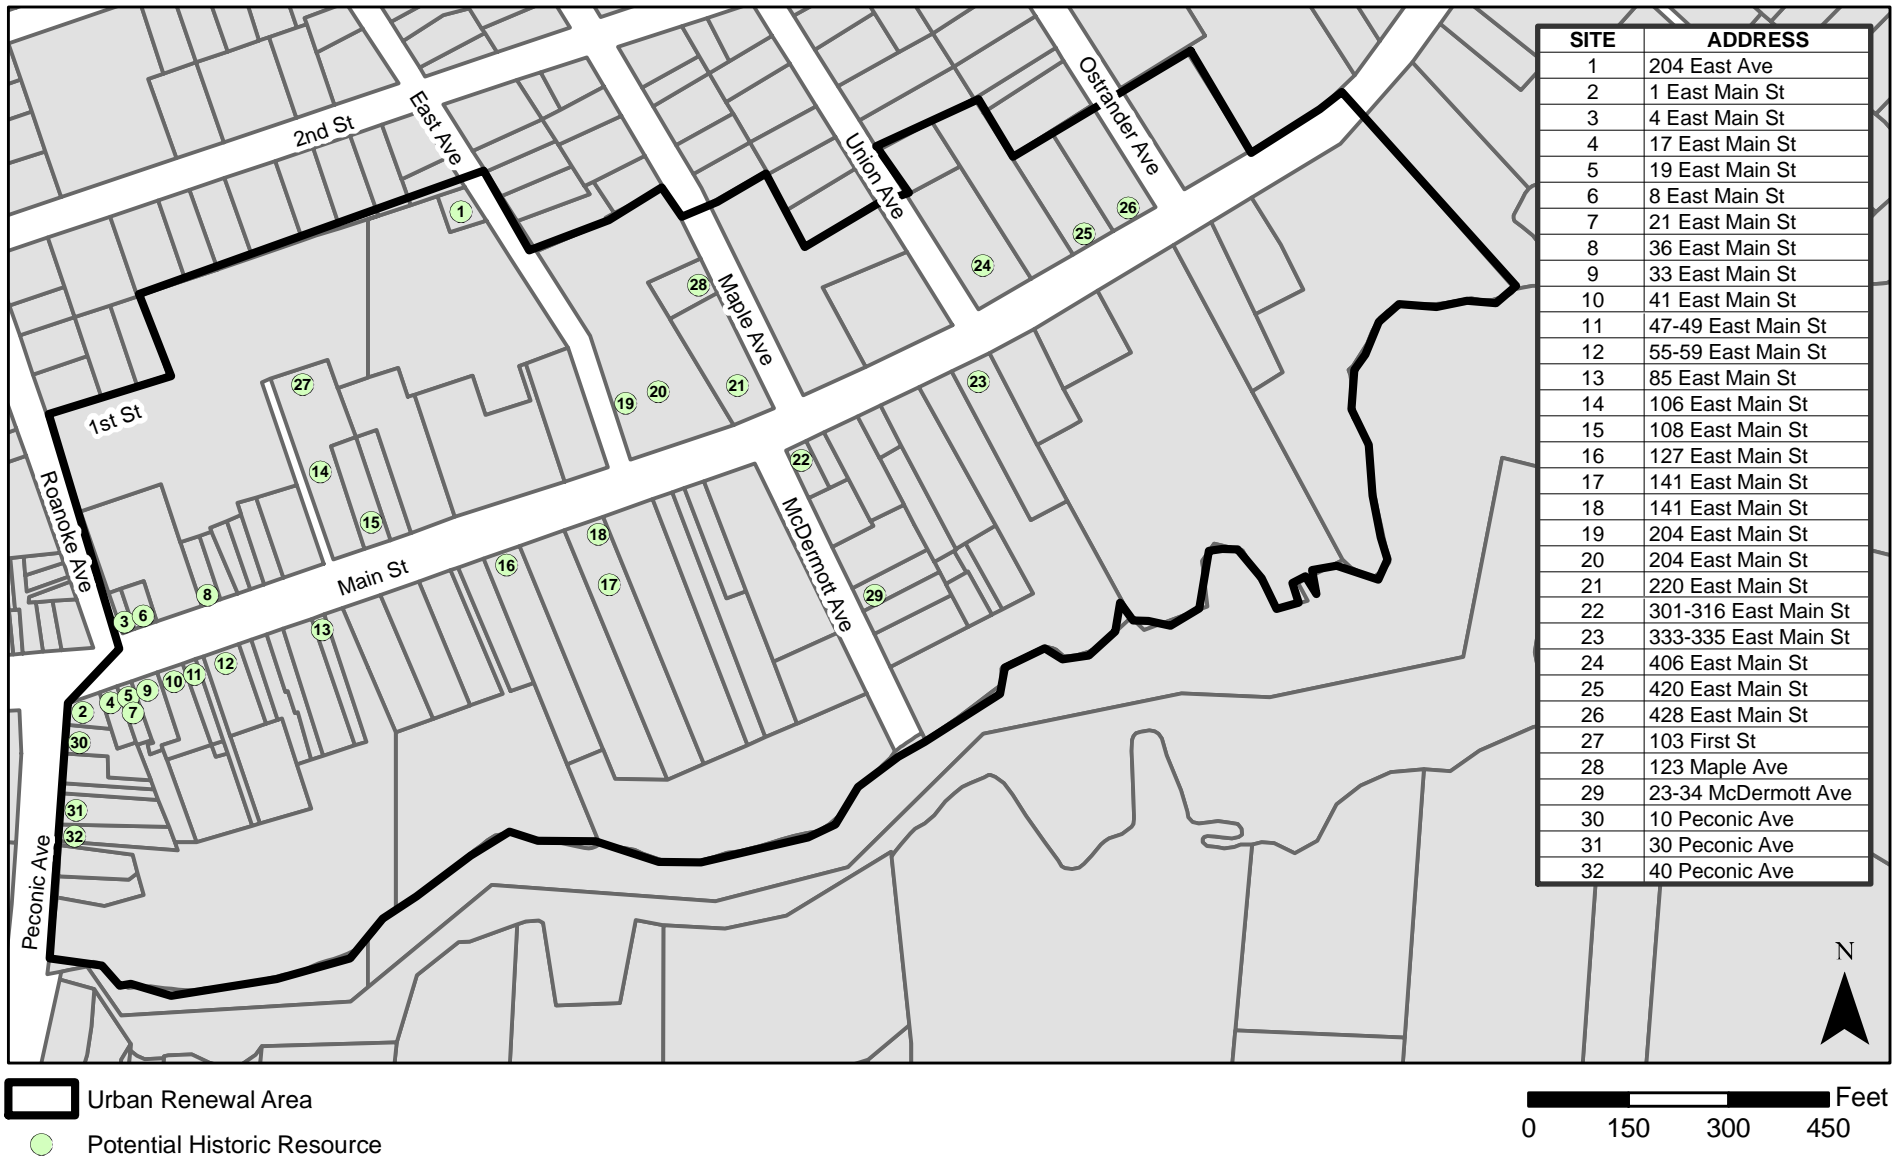 SITE ADDRESS
1 204 East Ave
2 1 East Main St
3 4 East Main St
4 17 East Main St
5 19 East Main St
6 8 East Main St
7 21 East Main St
8 36 East Main St
9 33 East Main St
10 41 East Main St
11 47-49 East Main St
12 55-59 East Main St
13 85 East Main St
14 106 East Main St
15 108 East Main St
16 127 East Main St
17 141 East Main St
18 141 East Main St
19 204 East Main St
20 204 East Main St
21 220 East Main St
22 301-316 East Main St
23 333-335 East Main St
24 406 East Main St
25 420 East Main St
26 428 East Main St
27 103 First St
28 123 Maple Ave
29 23-34 McDermott Ave
30 10 Peconic Ave
31 30 Peconic Ave
32 40 Peconic Ave
2nd St
East Ave
Ostrander Ave
Union Ave
1
26
25
24
28
Maple Ave
27
1st St
19
20
21
23
22
14
15
Roanoke Ave
Main St
18
16
17
McDermott Ave
29
8
3
6
13
12
11
10
9
5
4
7
2
30
31
32
Peconic Ave
N
Urban Renewal Area
Potential Historic Resource
Feet
0 150 300 450